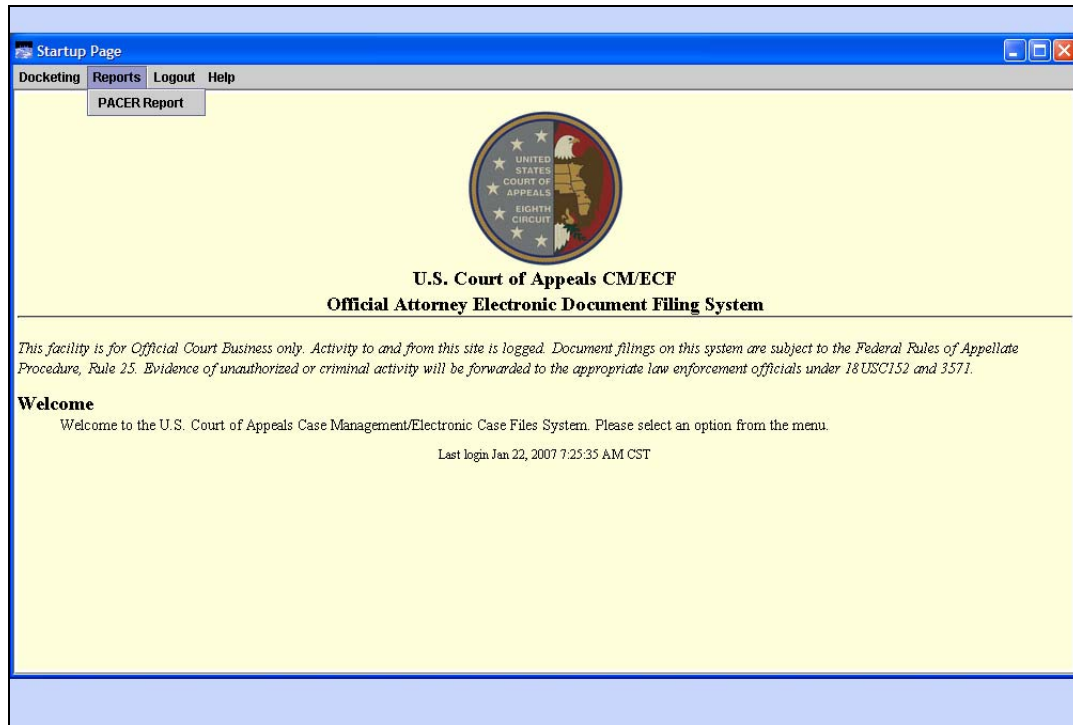 Startup Page
Docketing Reports Logout Help
PACER Report
UNITED
STATES
COURT OF
APPEALS
EIGHTH
CIRCUIT
U.S. Court of Appeals CM/ECF
Official Attorney Electronic Document Filing System
This facility is for Official Court Business only. Activity to and from this site is logged. Document filings on this system are subject to the Federal Rules of Appellate
Procedure, Rule 25. Evidence of unauthorized or criminal activity will be forwarded to the appropriate law enforcement officials under 18USC152 and 3571.
Welcome
Welcome to the U.S. Court of Appeals Case Management/Electronic Case Files System. Please select an option from the menu.
Last login Jan 22, 2007 7:25:35 AM CST